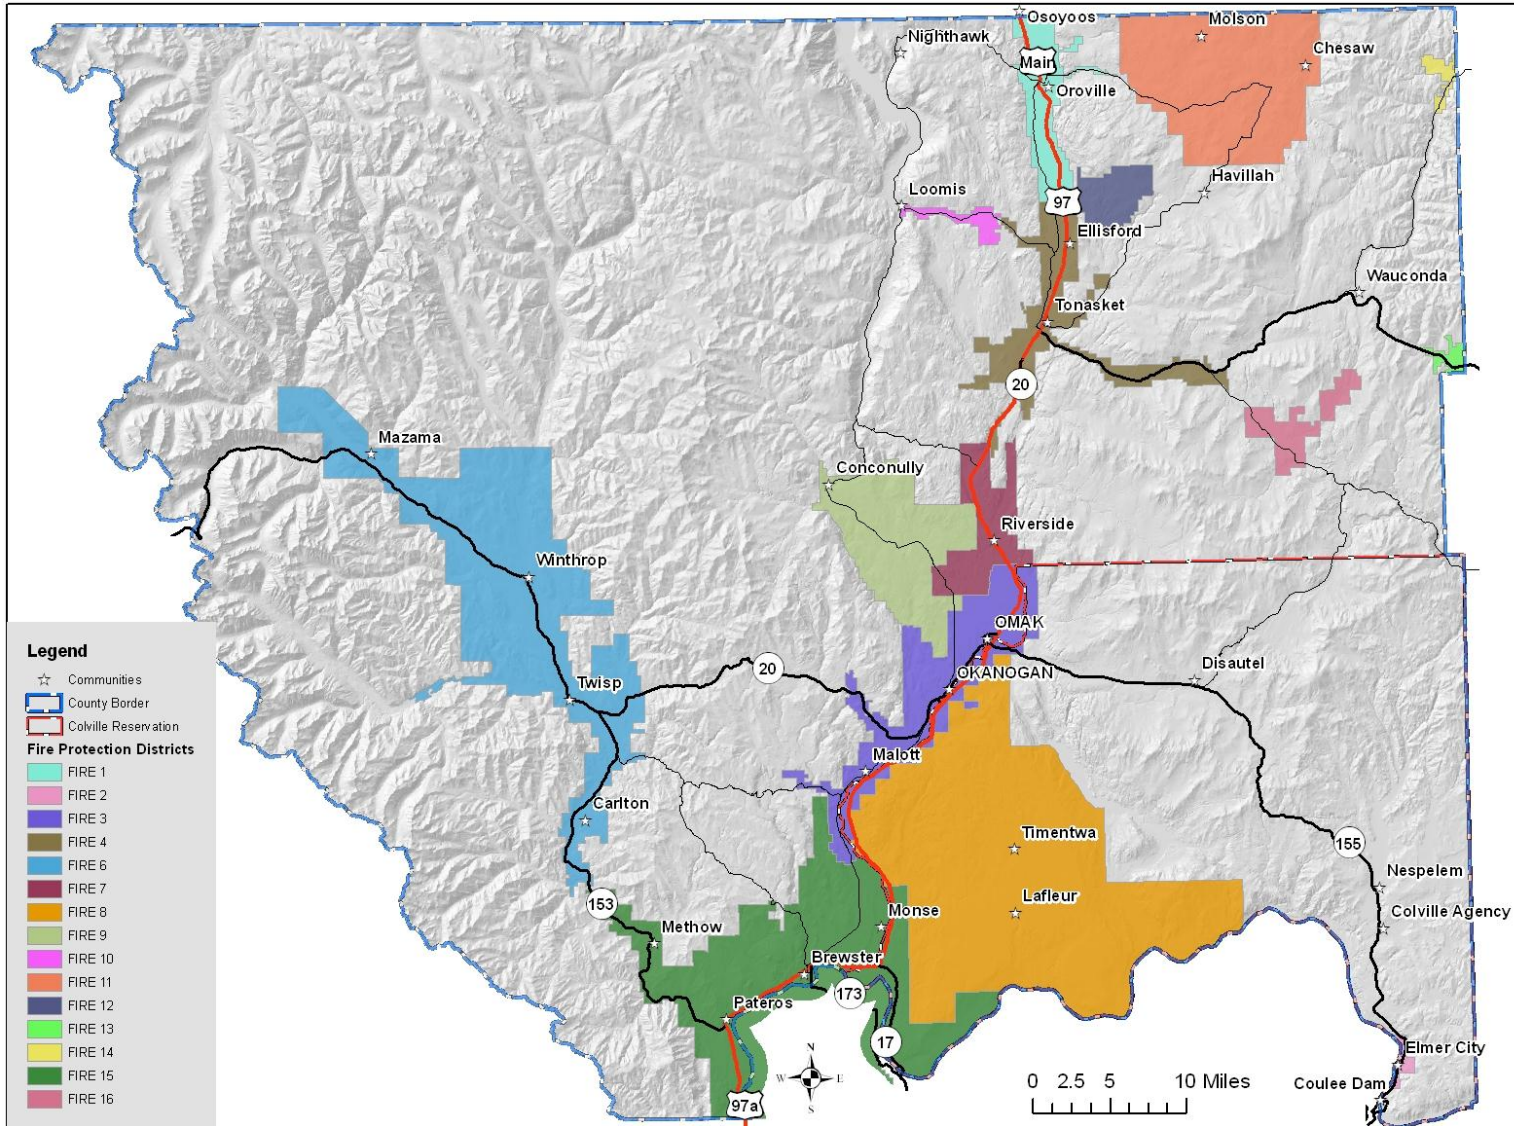 Osoyoos
Molson
Nighthawk
Chesaw
Main
Oroville
Havillah
Loomis
97
Ellisford
Wauconda
Tonasket
20
Mazama
Conconully
Riverside
Winthrop
OMAK
Disautel
20
OKANOGAN
Twisp
Malott
Carlton
Timentwa
155
Nespelem
Lafleur
153
Monse
Colville Agency
Methow
Brewster
173
Pateros
17
Elmer City
Coulee Dam
97a
N
W
E
S
0 2.5 5 10 Miles
Legend
Communities
County Border
Colville Reservation
Fire Protection Districts
FIRE 1
FIRE 2
FIRE 3
FIRE 4
FIRE 6
FIRE 7
FIRE 8
FIRE 9
FIRE 10
FIRE 11
FIRE 12
FIRE 13
FIRE 14
FIRE 15
FIRE 16